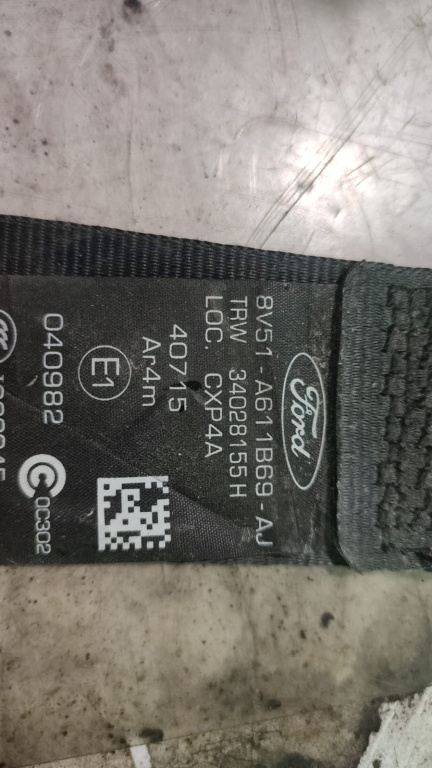 Ford
8V51-A611B69-AJ
TRW 34028155H
LOC. CXP4A
40715
Ar4m
E1
040982
C 0C302